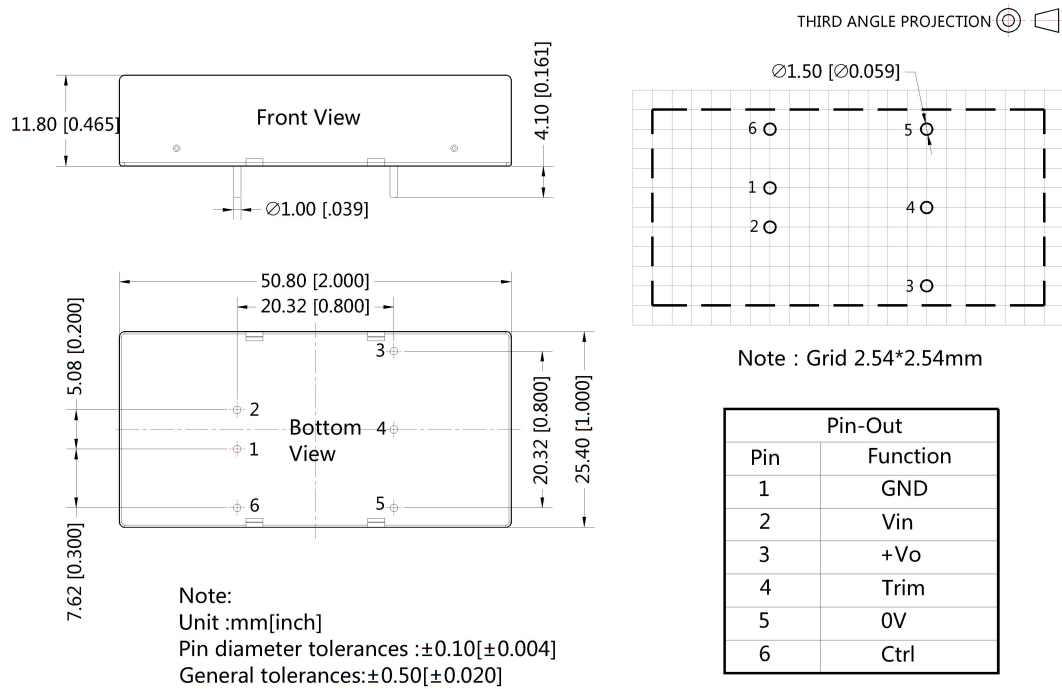 THIRD ANGLE PROJECTION
Front View
11.80 [0.465]
4.10 [0.161]
Ø1.00 [.039]
Ø1.50 [Ø0.059]
6
5
1
4
2
3
Note : Grid 2.54*2.54mm
50.80 [2.000]
20.32 [0.800]
5.08 [0.200]
7.62 [0.300]
3
2
Bottom
View
4
1
6
5
20.32 [0.800]
25.40 [1.000]
Pin-Out
Pin Function
1 GND
2 Vin
3 +Vo
4 Trim
5 0V
6 Ctrl
Note:
Unit :mm[inch]
Pin diameter tolerances :±0.10[±0.004]
General tolerances:±0.50[±0.020]